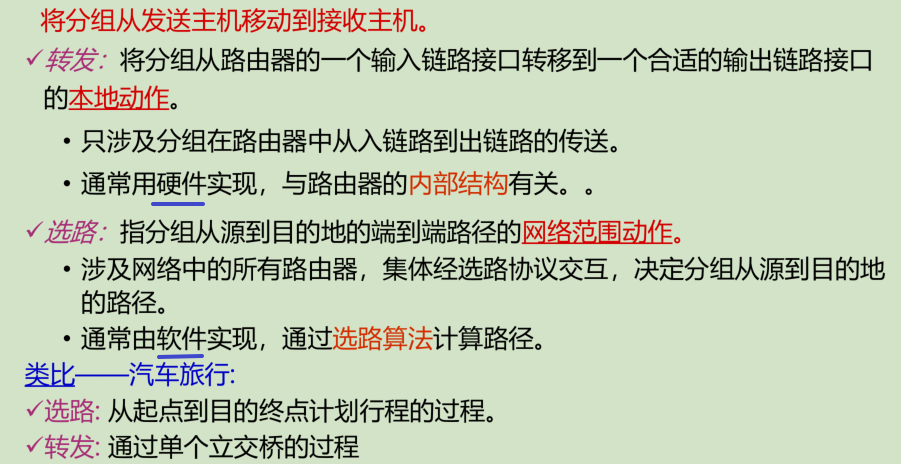 将分组从发送主机移动到接收主机。
✓转发：将分组从路由器的一个输入链路接口转移到一个合适的输出链路接口
的本地动作。
• 只涉及分组在路由器中从入链路到出链路的传送。
• 通常用硬件实现，与路由器的内部结构有关。。
✓选路：指分组从源到目的地的端到端路径的网络范围动作。
• 涉及网络中的所有路由器，集体经选路协议交互，决定分组从源到目的地
的路径。
• 通常由软件实现，通过选路算法计算路径。
类比——汽车旅行:
✓选路: 从起点到目的终点计划行程的过程。
✓转发: 通过单个立交桥的过程